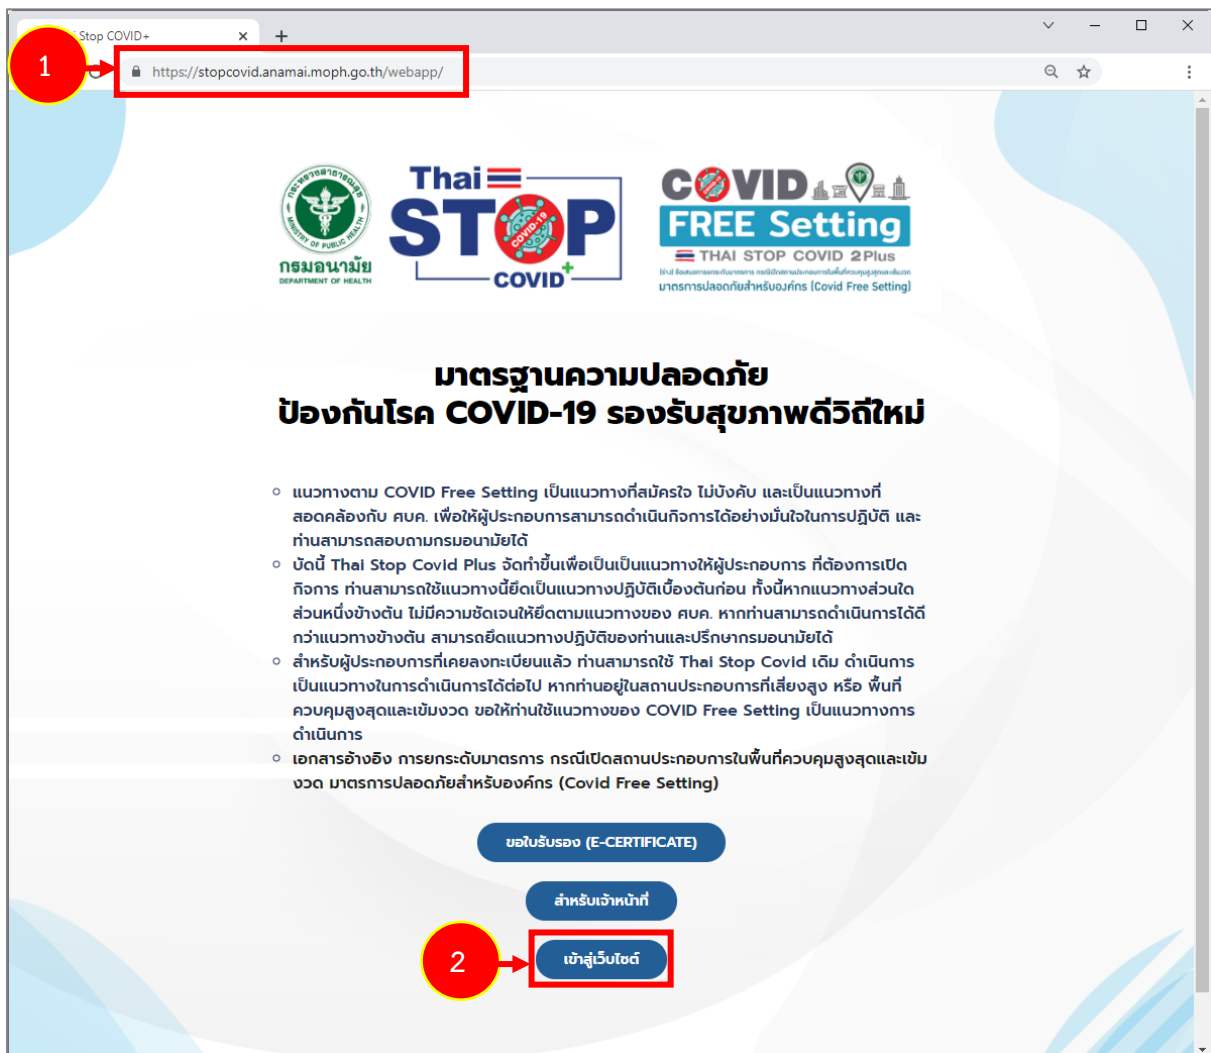 Stop COVID+
1
https://stopcovid.anamai.moph.go.th/webapp/
กระทรวงสาธารณสุข
MINISTRY OF PUBLIC HEALTH
กรมอนามัย
DEPARTMENT OF HEALTH
Thai
STOP
COVID-19
COVID+
COVID
FREE Setting
THAI STOP COVID 2Plus
มาตรการปลอดภัยสำหรับองค์กร (Covid Free Setting)
มาตรฐานความปลอดภัย
ป้องกันโรค COVID-19 รองรับสุขภาพดีวิถีใหม่
แนวทางตาม COVID Free Setting เป็นแนวทางที่สมัครใจ ไม่บังคับ และเป็นแนวทางที่
สอดคล้องกับ ศบค. เพื่อให้ผู้ประกอบการสามารถดำเนินกิจการได้อย่างมั่นใจในการปฏิบัติ และ
ท่านสามารถสอบถามกรมอนามัยได้
บัดนี้ Thai Stop Covid Plus จัดทำขึ้นเพื่อเป็นเป็นแนวทางให้ผู้ประกอบการ ที่ต้องการเปิด
กิจการ ท่านสามารถใช้แนวทางนี้ยึดเป็นแนวทางปฏิบัติเบื้องต้นก่อน ทั้งนี้หากแนวทางส่วนใด
ส่วนหนึ่งข้างต้น ไม่มีความชัดเจนให้ยึดตามแนวทางของ ศบค. หากท่านสามารถดำเนินการได้ดี
กว่าแนวทางข้างต้น สามารถยึดแนวทางปฏิบัติของท่านและปรึกษากรมอนามัยได้
สำหรับผู้ประกอบการที่เคยลงทะเบียนแล้ว ท่านสามารถใช้ Thai Stop Covid เดิม ดำเนินการ
เป็นแนวทางในการดำเนินการได้ต่อไป หากท่านอยู่ในสถานประกอบการที่เสี่ยงสูง หรือ พื้นที่
ควบคุมสูงสุดและเข้มงวด ขอให้ท่านใช้แนวทางของ COVID Free Setting เป็นแนวทางการ
ดำเนินการ
เอกสารอ้างอิง การยกระดับมาตรการ กรณีเปิดสถานประกอบการในพื้นที่ควบคุมสูงสุดและเข้ม
งวด มาตรการปลอดภัยสำหรับองค์กร (Covid Free Setting)
ขอใบรับรอง (E-CERTIFICATE)
สำหรับเจ้าหน้าที่
2
เข้าสู่เว็บไซต์